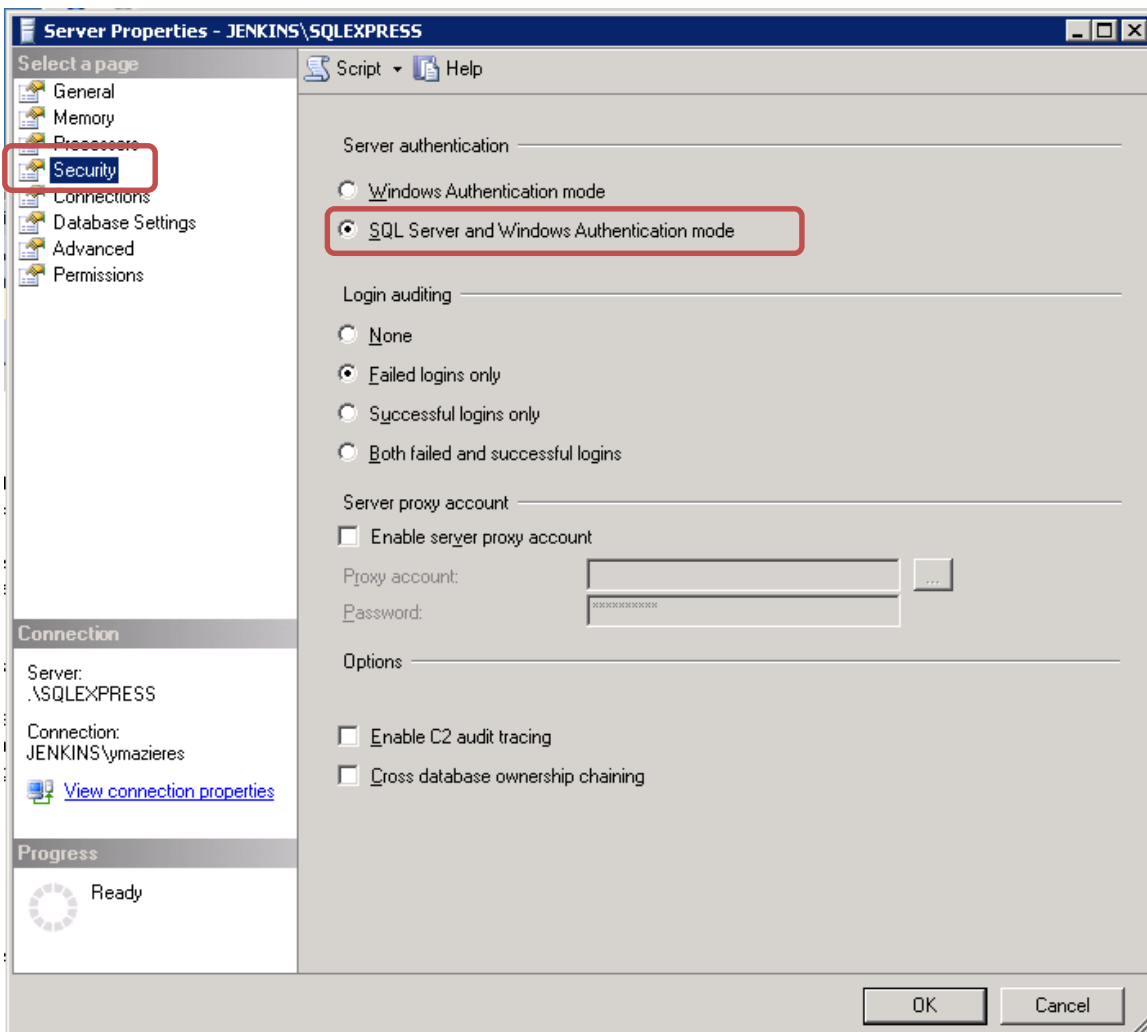 Server Properties - JENKINS\SQLEXPRESS
Select a page
General
Memory
Processors
Security
Connections
Database Settings
Advanced
Permissions
Connection
Server:
.\SQLEXPRESS
Connection:
JENKINS\ymazieres
View connection properties
Progress
Ready
Script Help
Server authentication
Windows Authentication mode
SQL Server and Windows Authentication mode
Login auditing
None
Failed logins only
Successful logins only
Both failed and successful logins
Server proxy account
Enable server proxy account
Proxy account:
...
Password:
**********
Options
Enable C2 audit tracing
Cross database ownership chaining
OK Cancel